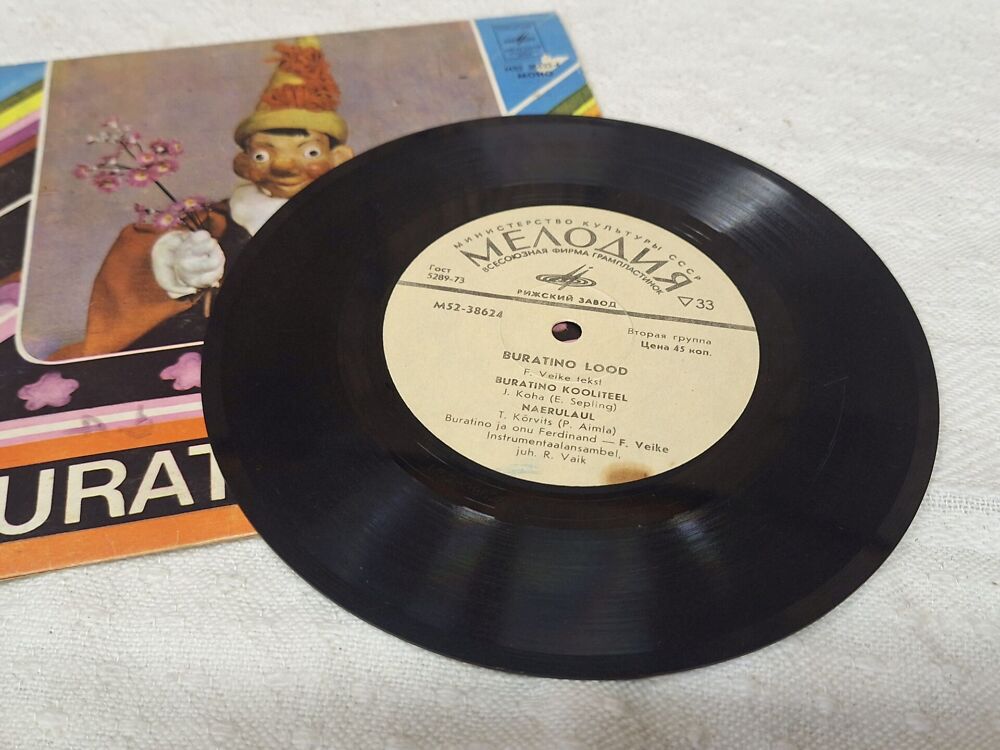 MONO
URAT
МИНИСТЕРСТВО КУЛЬТУРЫ СССР
МЕЛОДИЯ
ВСЕСОЮЗНАЯ ФИРМА ГРАМПЛАСТИНОК
Гост
5289-73
РИЖСКИЙ ЗАВОД
▽33
М52-38624
Вторая группа
Цена 45 коп.
BURATINO LOOD
F. Veike tekst
BURATINO KOOLITEEL
J. Koha (E. Sepling)
NAERULAUL
T. Kõrvits (P. Aimla)
Buratino ja onu Ferdinand — F. Veike
Instrumentaalansambel,
juh. R. Vaik